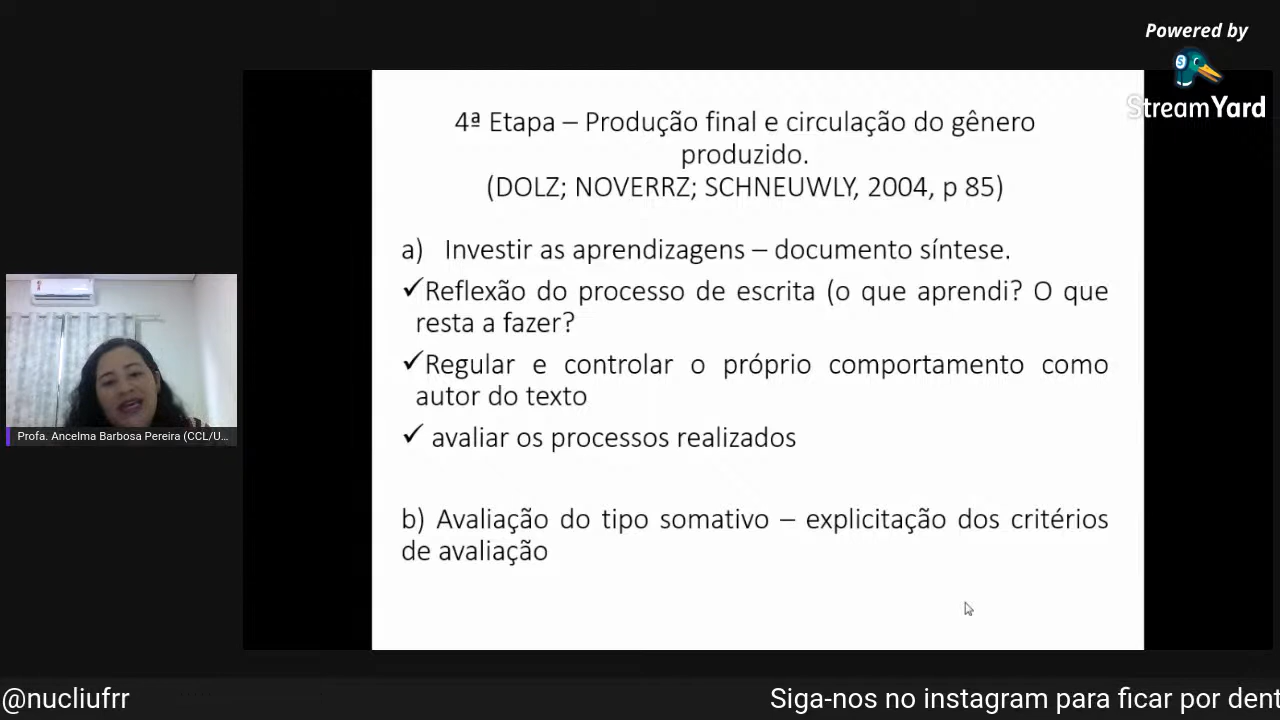 Powered by
StreamYard
4ª Etapa – Produção final e circulação do gênero
produzido.
(DOLZ; NOVERRZ; SCHNEUWLY, 2004, p 85)
a) Investir as aprendizagens – documento síntese.
✓Reflexão do processo de escrita (o que aprendi? O que
resta a fazer?
✓Regular e controlar o próprio comportamento como
autor do texto
✓ avaliar os processos realizados
b) Avaliação do tipo somativo – explicitação dos critérios
de avaliação
Profa. Ancelma Barbosa Pereira (CCL/U...
@nucliufrr
Siga-nos no instagram para ficar por dent